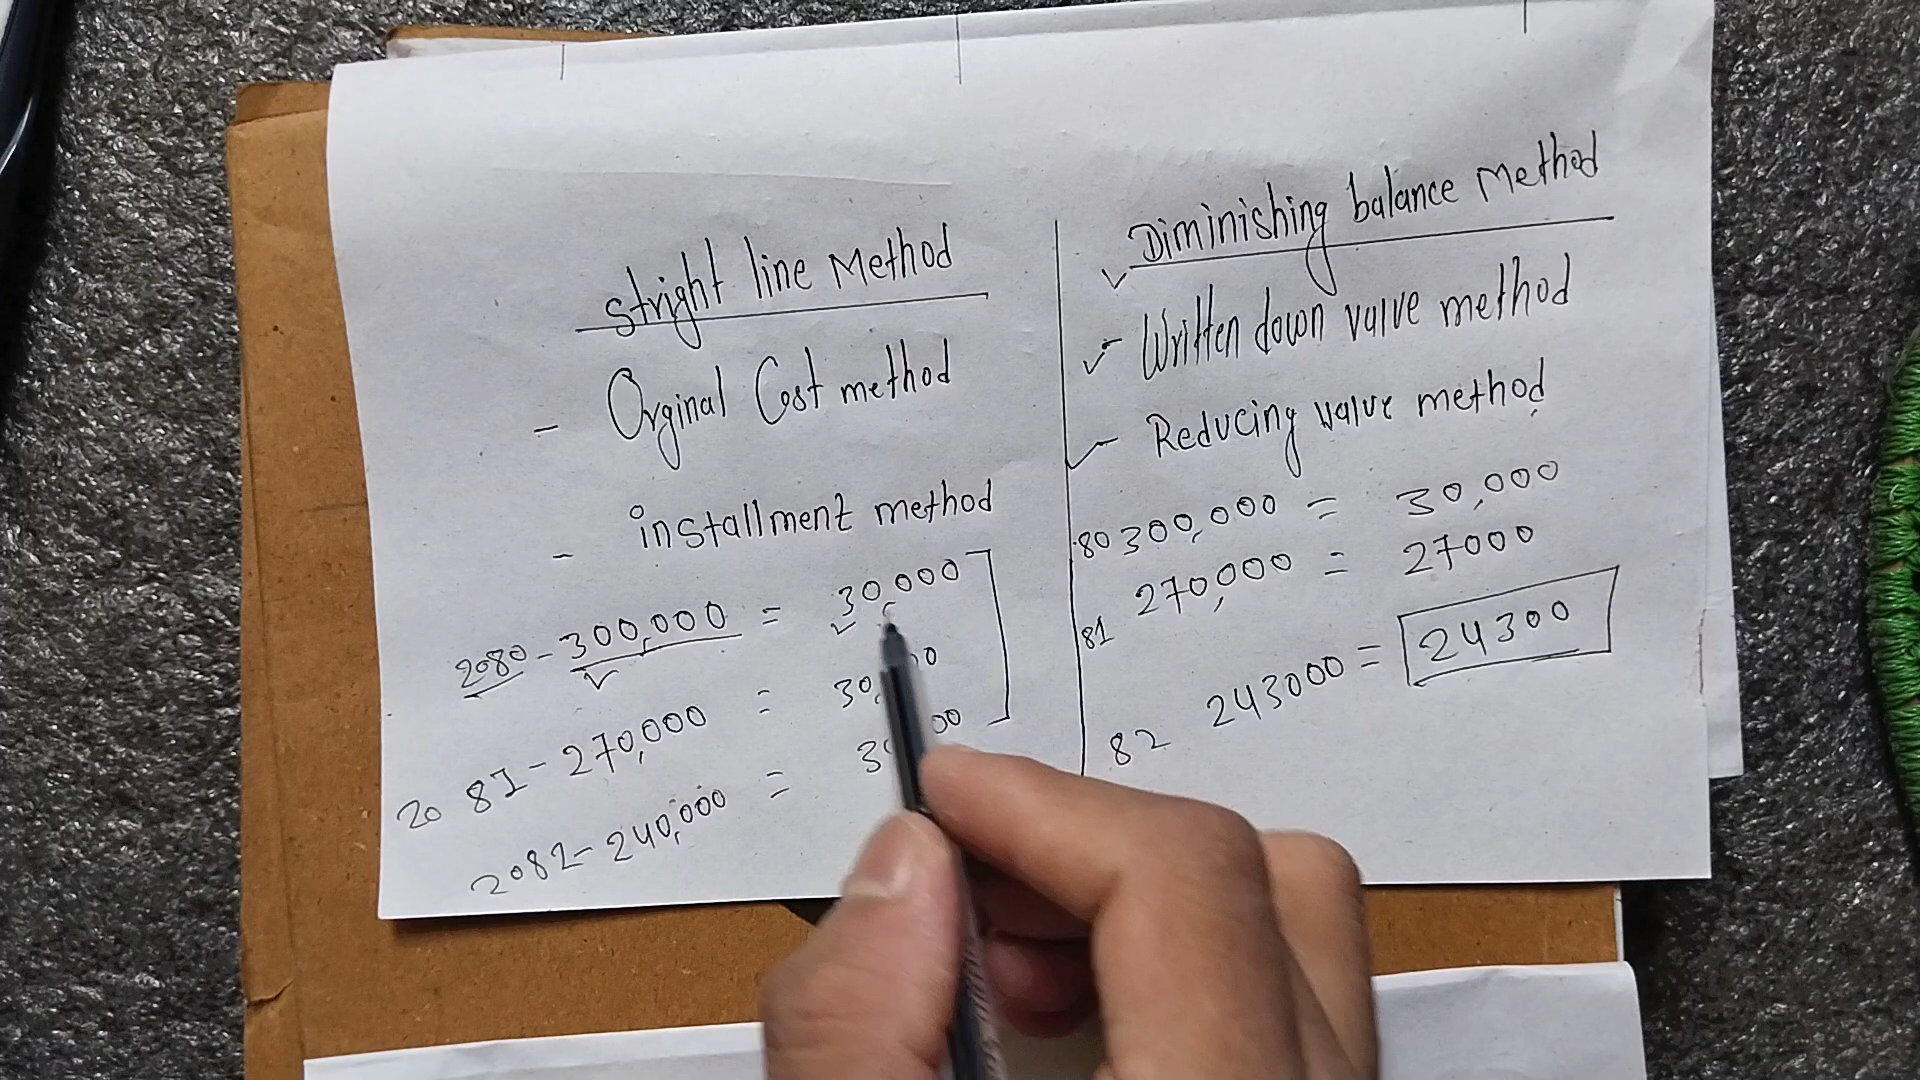 stright line Method
- Orginal Cost method
- installment method
2080 - 300,000 = 30,000
20 81 - 270,000 =
2082 - 240,000 =
Diminishing balance Method
Written down value method
Reducing value method
80 300,000 = 30,000
81 270,000 = 27000
82 243000 = 24300